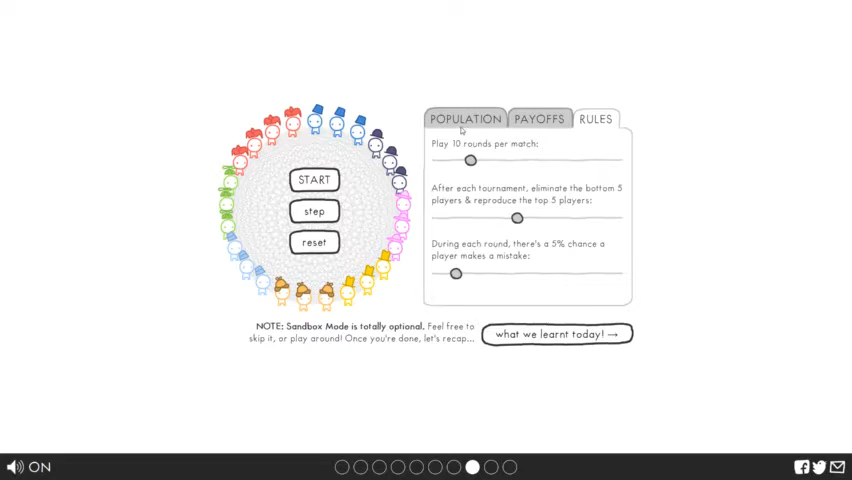 POPULATION PAYOFFS RULES
Play 10 rounds per match:
START
After each tournament, eliminate the bottom 5
players & reproduce the top 5 players:
step
During each round, there's a 5% chance a
player makes a mistake:
reset
NOTE: Sandbox Mode is totally optional. Feel free to
skip it, or play around! Once you're done, let's recap...
what we learnt today! →
ON